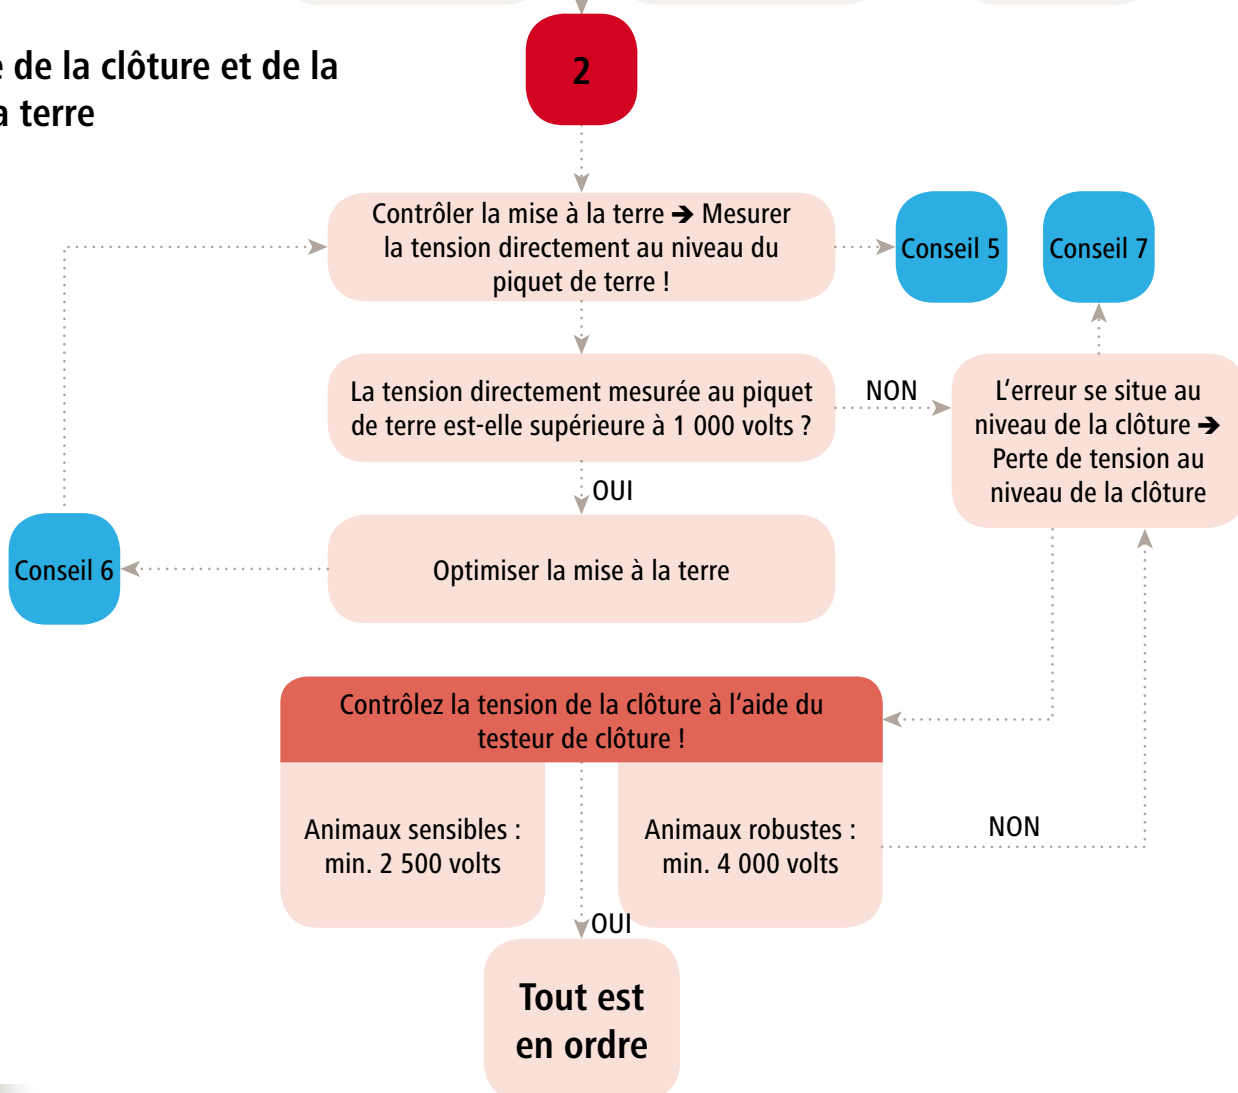 2
e de la clôture et de la
a terre
Contrôler la mise à la terre ➔ Mesurer
la tension directement au niveau du
piquet de terre !
Conseil 5
Conseil 7
La tension directement mesurée au piquet
de terre est-elle supérieure à 1 000 volts ?
NON
L‘erreur se situe au
niveau de la clôture ➔
Perte de tension au
niveau de la clôture
OUI
Conseil 6
Optimiser la mise à la terre
Contrôlez la tension de la clôture à l‘aide du
testeur de clôture !
Animaux sensibles :
min. 2 500 volts
Animaux robustes :
min. 4 000 volts
NON
OUI
Tout est
en ordre